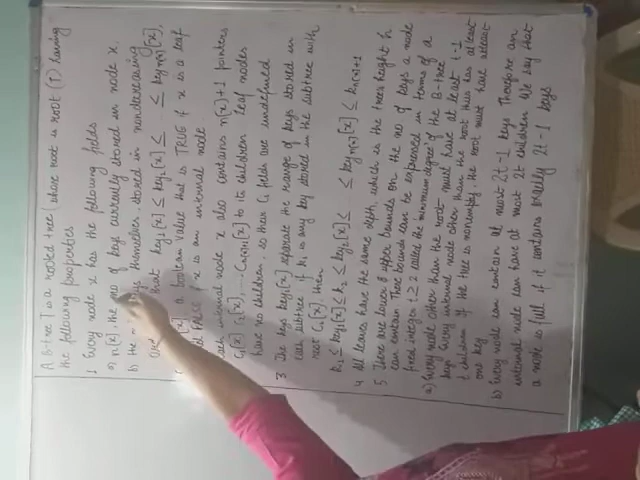 A B-tree T is a rooted tree (whose root is root (T)) having
the following properties
1 Every node x has the following fields
a) n[x], the no of keys currently stored in node x.
b) the n keys themselves, stored in nondecreasing
that key1[x] ≤ key2[x] ≤ ... ≤ keyn[x][x],
[x] a boolean value that is TRUE if x is a leaf
FALSE if x is an internal node.
each internal node x also contains n[x]+1 pointers
C1[x] C2[x], ... Cn[x]+1[x] to its children leaf nodes
have no children, so their Ci fields are undefined
3 The keys keyi[x] separate the range of keys stored in
each subtree if ki is any key stored in the subtree with
root Ci[x], then
K1 ≤ key1[x] ≤ k2 ≤ key2[x] ≤ ≤ keyn[x][x] ≤ kn[x]+1
4 All leaves have the same depth, which is the trees height h
5 There are lower & upper bounds on the no of keys a node
can contain These bounds can be expressed in terms of a
fixed integer t ≥ 2 called the minimum degree of the B-tree
a) Every node other than the root must have at least t-1
keys Every internal node other than the root thus has atleast
t children If the tree is nonempty, the root must have atleast
one key
b) Every node can contain at most 2t-1 keys Therefore an
internal node can have at most 2t children We say that
a node is full if it contains exactly 2t-1 keys